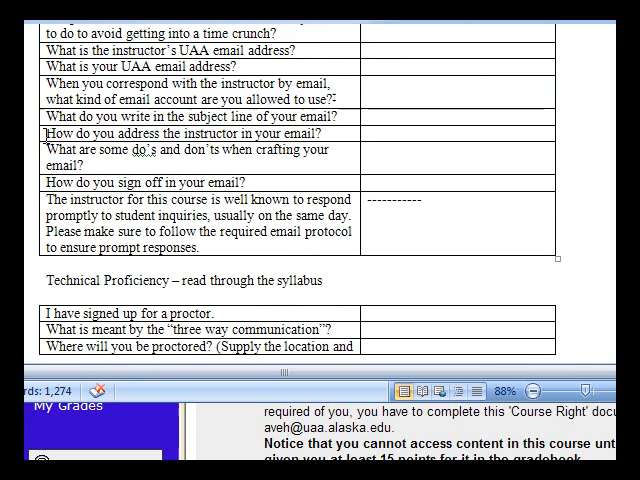 to do to avoid getting into a time crunch?
What is the instructor's UAA email address?
What is your UAA email address?
When you correspond with the instructor by email,
what kind of email account are you allowed to use?
What do you write in the subject line of your email?
How do you address the instructor in your email?
What are some do's and don'ts when crafting your
email?
How do you sign off in your email?
The instructor for this course is well known to respond
promptly to student inquiries, usually on the same day.
Please make sure to follow the required email protocol
to ensure prompt responses.
-----------
Technical Proficiency – read through the syllabus
I have signed up for a proctor.
What is meant by the “three way communication”?
Where will you be proctored? (Supply the location and
rds: 1,274
88%
My Grades
required of you, you have to complete this 'Course Right' docu
aveh@uaa.alaska.edu.
Notice that you cannot access content in this course unt
given you at least 15 points for it in the gradebook